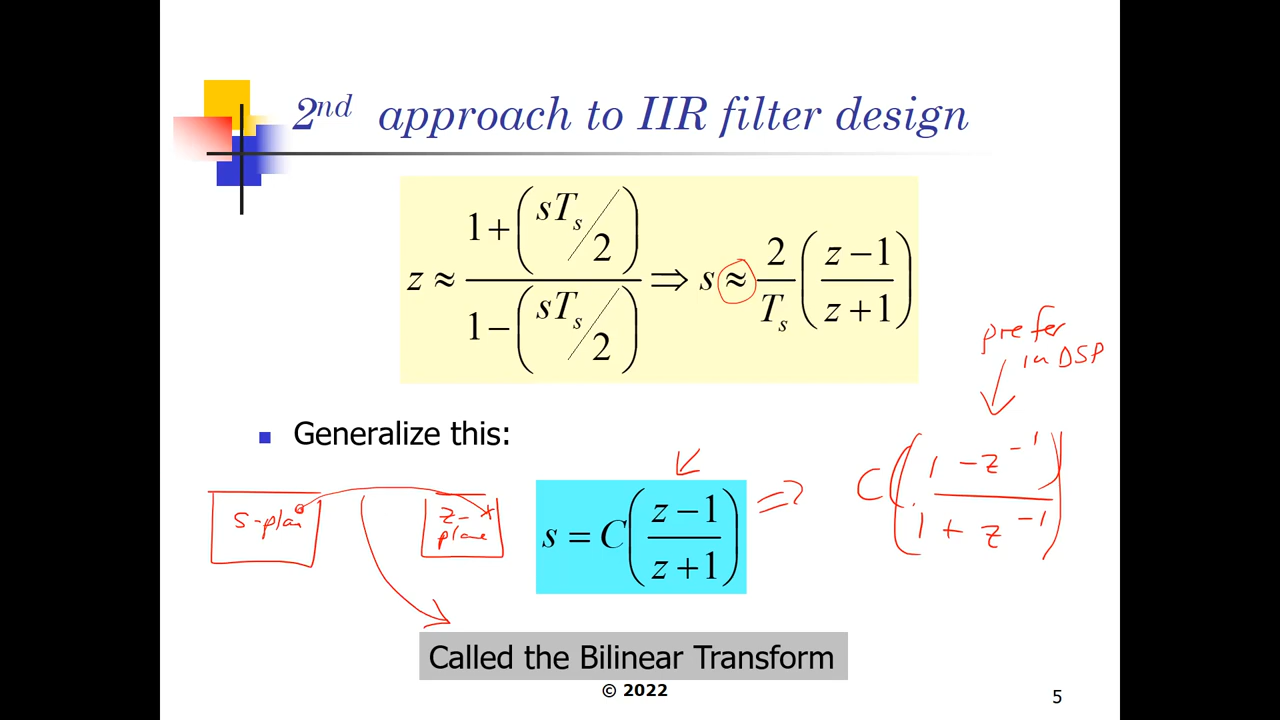 2nd approach to IIR filter design
z ≈ (1 + (sTs/2)) / (1 − (sTs/2)) ⇒ s ≈ 2/Ts ((z − 1)/(z + 1))
prefer
in DSP
Generalize this:
s-plane
z-plane
s = C((z − 1)/(z + 1)) ⇒ C((1 − z^−1)/(1 + z^−1))
Called the Bilinear Transform
© 2022
5